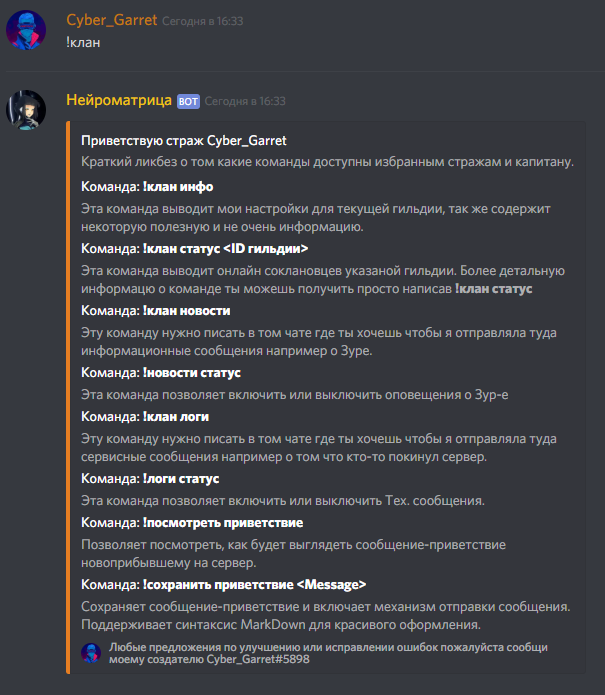 Cyber_Garret Сегодня в 16:33
!клан
Нейроматрица БОТ Сегодня в 16:33
Приветствую страж Cyber_Garret
Краткий ликбез о том какие команды доступны избранным стражам и капитану.
Команда: !клан инфо
Эта команда выводит мои настройки для текущей гильдии, так же содержит
некоторую полезную и не очень информацию.
Команда: !клан статус <ID гильдии>
Эта команда выводит онлайн соклановцев указаной гильдии. Более детальную
информацо о команде ты можешь получить просто написав !клан статус
Команда: !клан новости
Эту команду нужно писать в том чате где ты хочешь чтобы я отправляла туда
информационные сообщения например о Зуре.
Команда: !новости статус
Эта команда позволяет включить или выключить оповещения о Зур-е
Команда: !клан логи
Эту команду нужно писать в том чате где ты хочешь чтобы я отправляла туда
сервисные сообщения например о том что кто-то покинул сервер.
Команда: !логи статус
Эта команда позволяет включить или выключить Тех. сообщения.
Команда: !посмотреть приветствие
Позволяет посмотреть, как будет выглядеть сообщение-приветствие
новоприбывшему на сервер.
Команда: !сохранить приветствие <Message>
Сохраняет сообщение-приветствие и включает механизм отправки сообщения.
Поддерживает синтаксис MarkDown для красивого оформления.
Любые предложения по улучшению или исправлении ошибок пожалуйста сообщи
моему создателю Cyber_Garret#5898